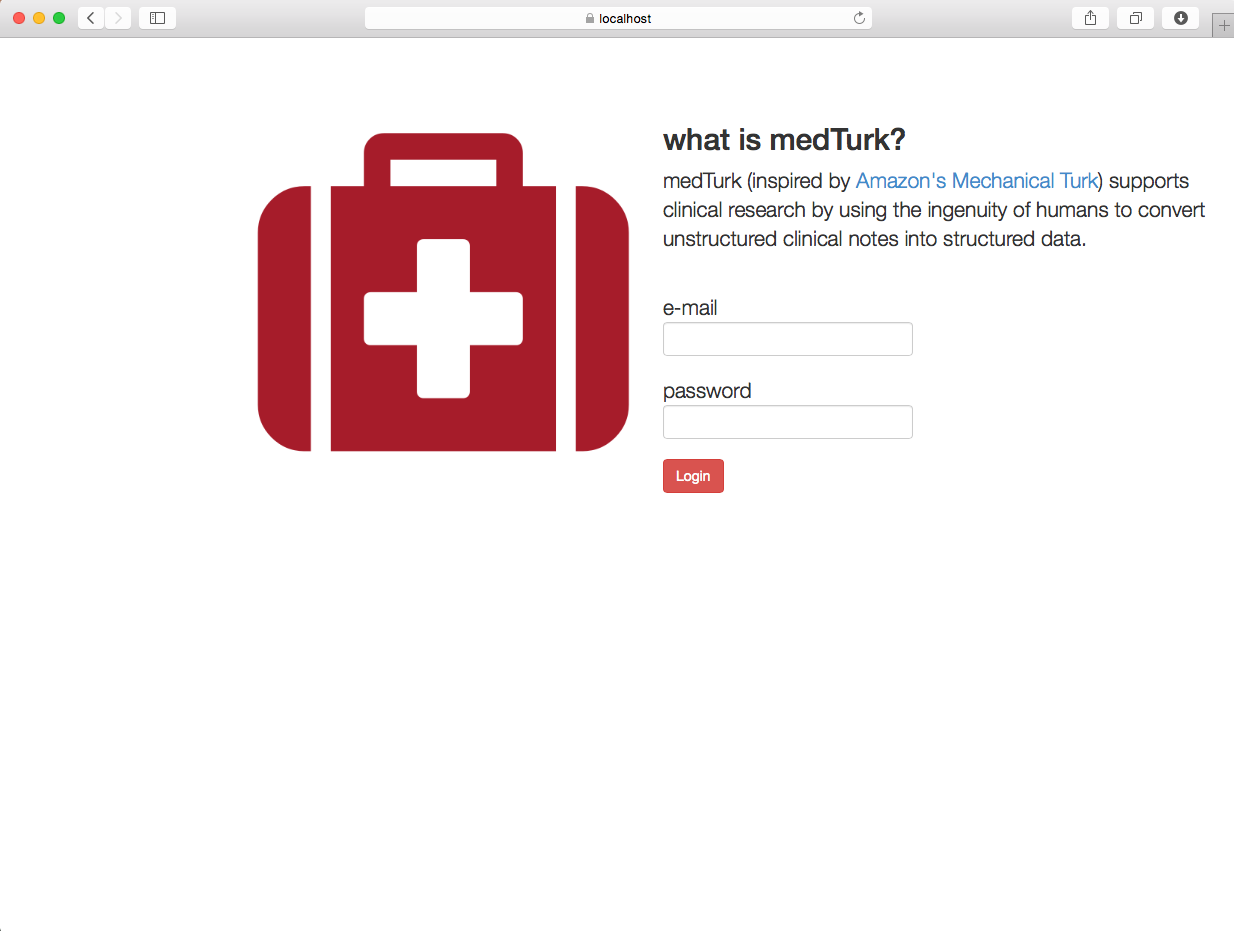 localhost
what is medTurk?
medTurk (inspired by Amazon's Mechanical Turk) supports
clinical research by using the ingenuity of humans to convert
unstructured clinical notes into structured data.
e-mail
password
Login